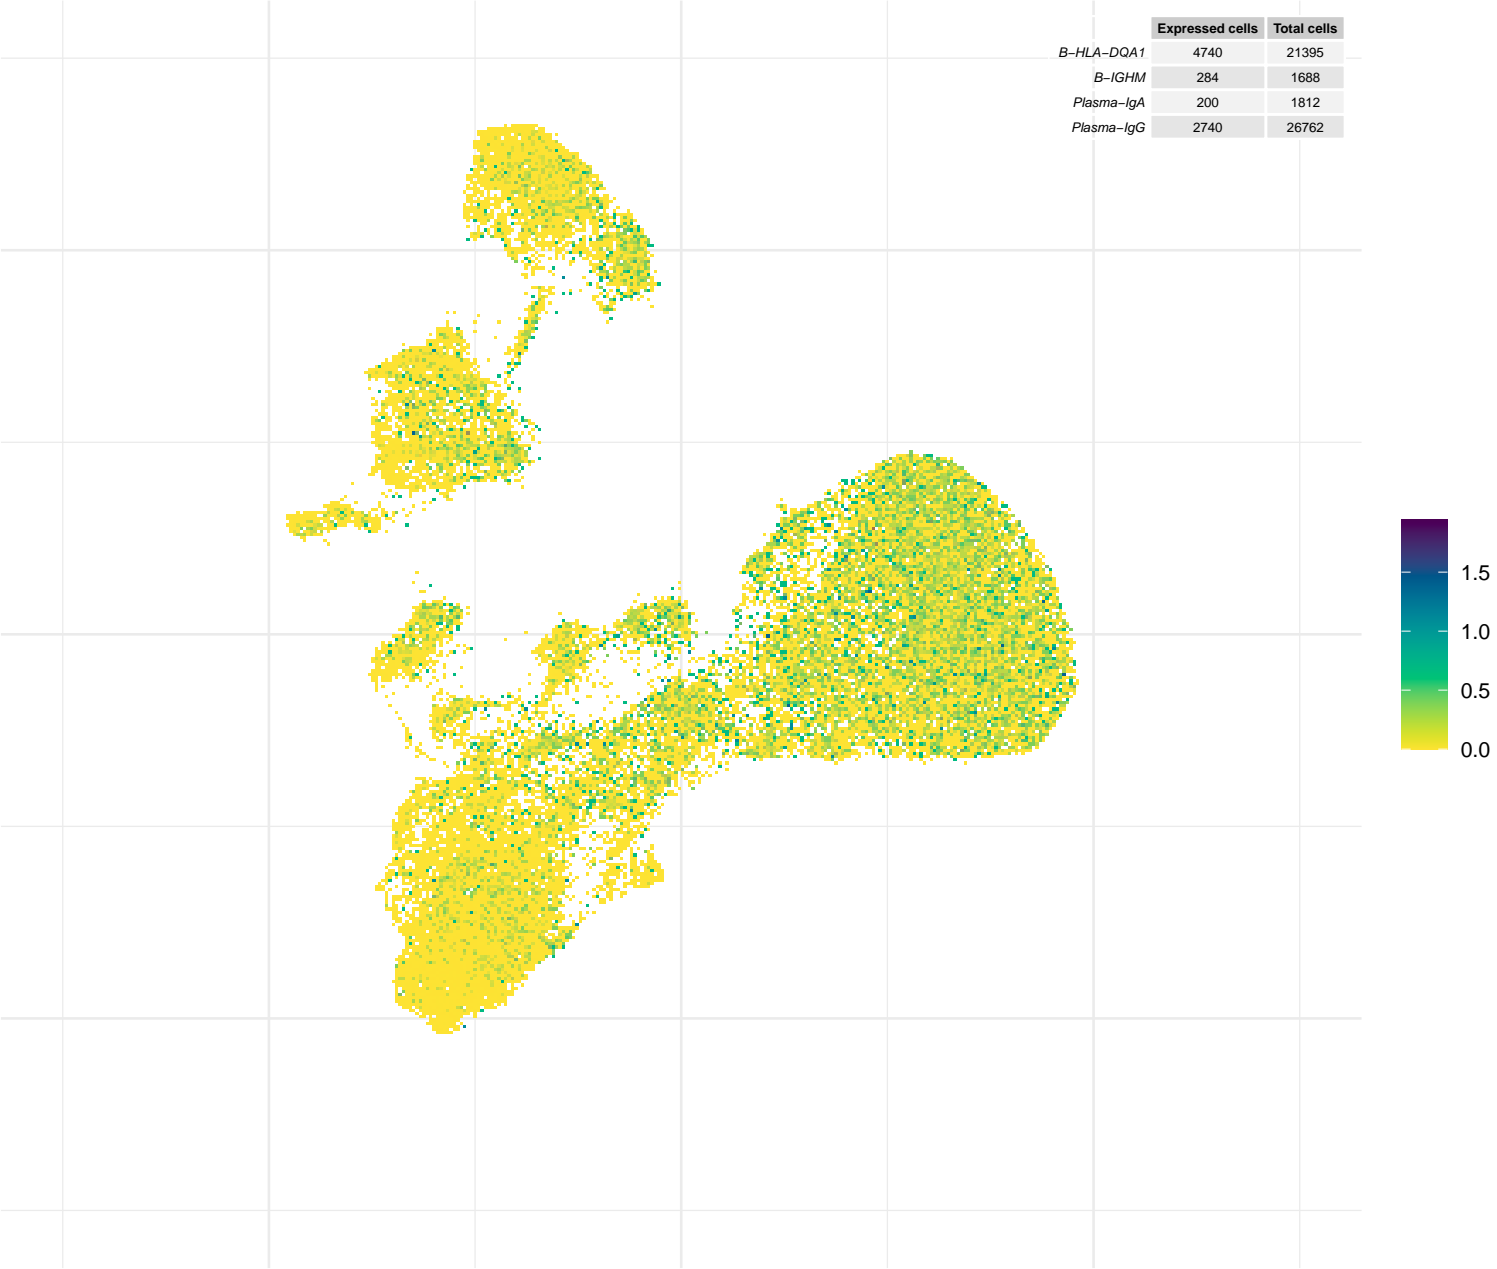 Expressed cells Total cells
B−HLA−DQA1 4740 21395
B−IGHM 284 1688
Plasma−IgA 200 1812
Plasma−IgG 2740 26762
1.5
1.0
0.5
0.0